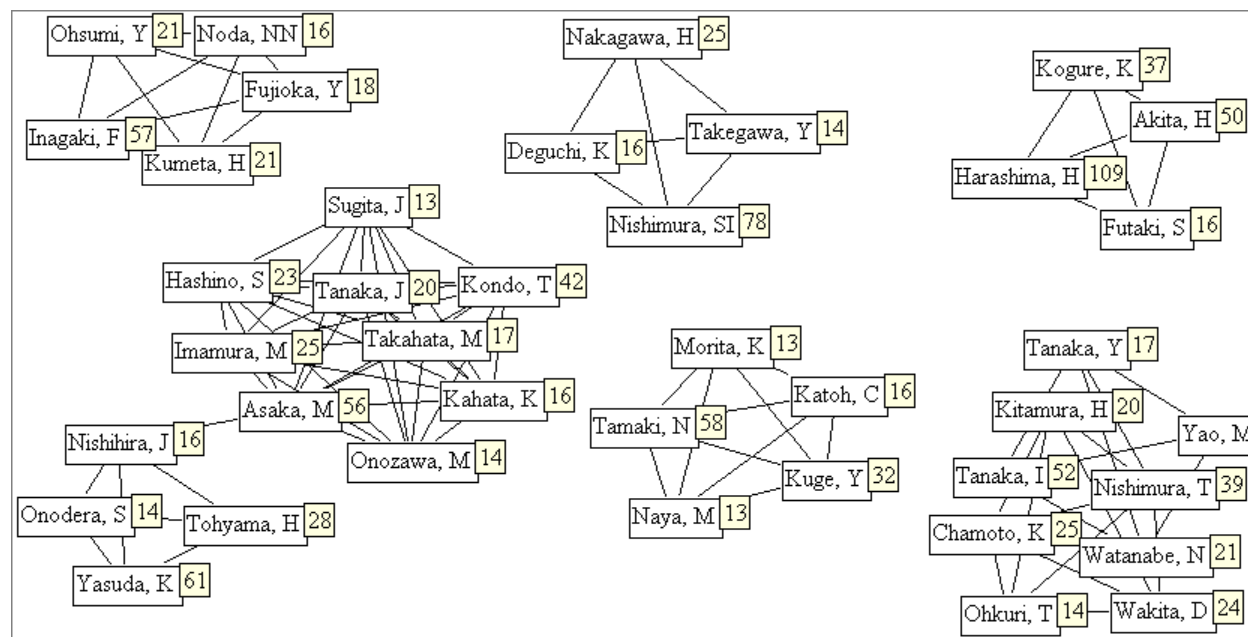 Ohsumi, Y 21
Noda, NN 16
Fujioka, Y 18
Inagaki, F 57
Kumeta, H 21
Nakagawa, H 25
Takegawa, Y 14
Deguchi, K 16
Nishimura, SI 78
Kogure, K 37
Akita, H 50
Harashima, H 109
Futaki, S 16
Sugita, J 13
Hashino, S 23
Tanaka, J 20
Kondo, T 42
Imamura, M 25
Takahata, M 17
Asaka, M 56
Kahata, K 16
Onozawa, M 14
Nishihira, J 16
Onodera, S 14
Tohyama, H 28
Yasuda, K 61
Morita, K 13
Katoh, C 16
Tamaki, N 58
Kuge, Y 32
Naya, M 13
Tanaka, Y 17
Kitamura, H 20
Yao, M
Tanaka, I 52
Nishimura, T 39
Chamoto, K 25
Watanabe, N 21
Ohkuri, T 14
Wakita, D 24